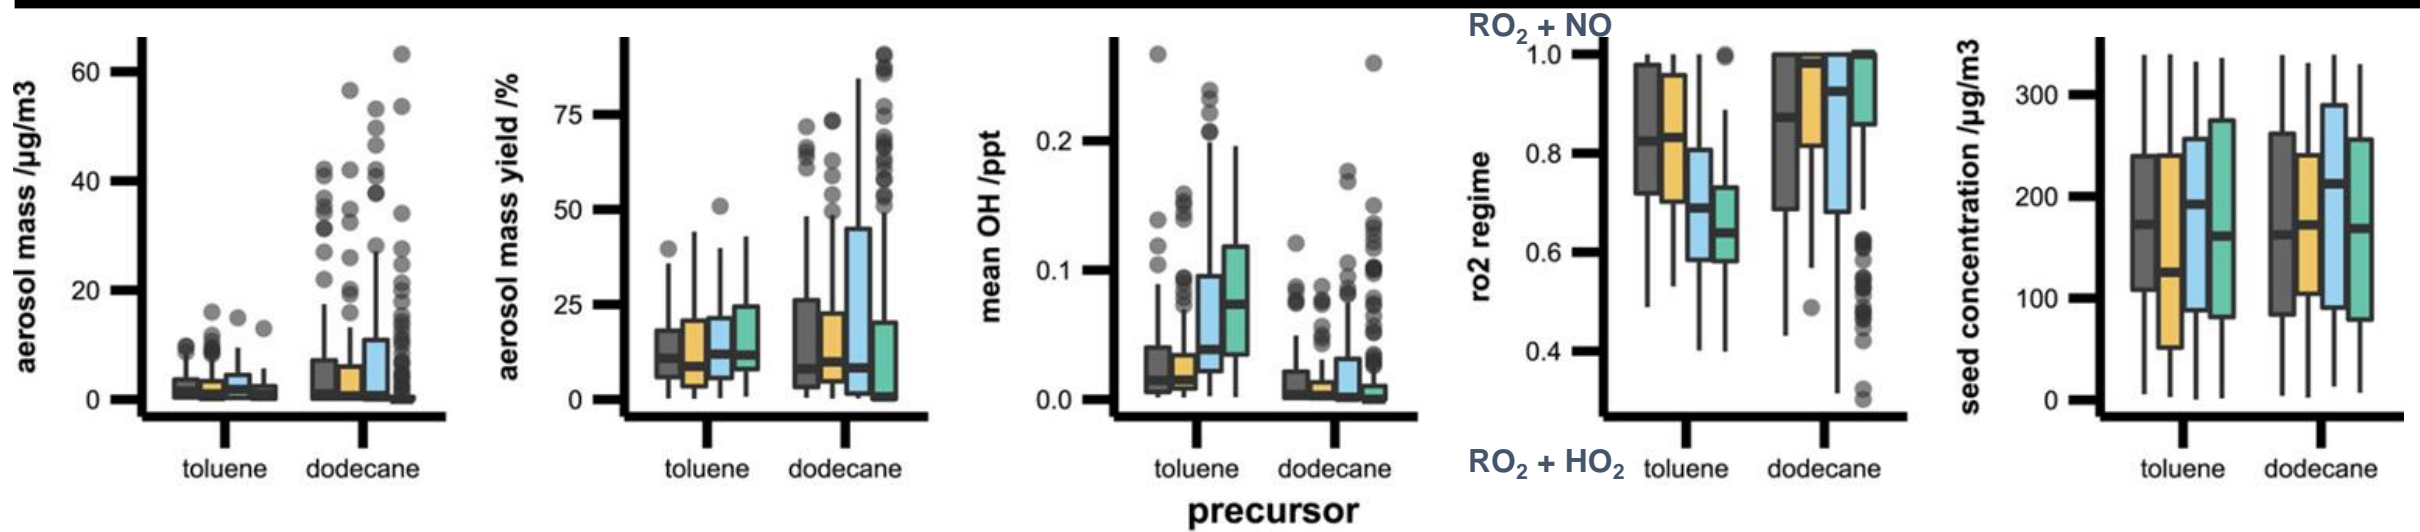 aerosol mass /µg/m3
60
40
20
0
toluene dodecane
aerosol mass yield /%
75
50
25
0
toluene dodecane
mean OH /ppt
0.2
0.1
0.0
toluene dodecane
RO2 + NO
ro2 regime
1.0
0.8
0.6
0.4
RO2 + HO2
toluene dodecane
seed concentration /µg/m3
300
200
100
0
toluene dodecane
precursor